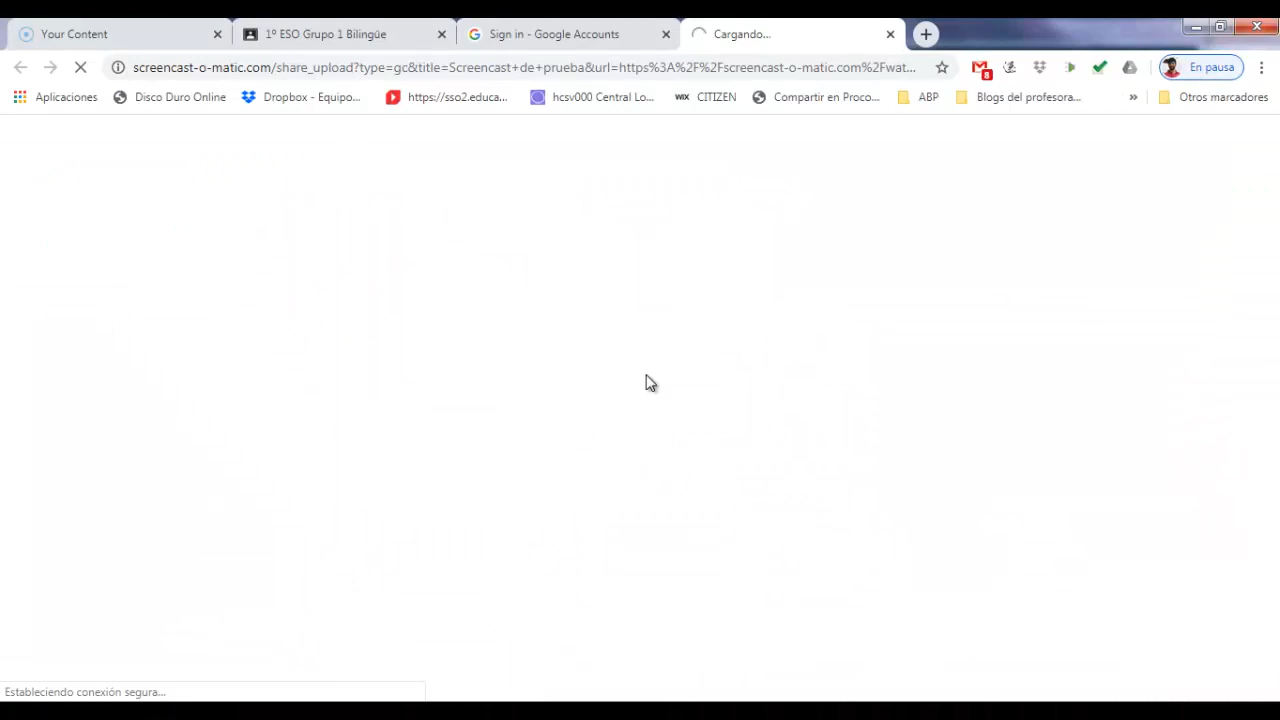 Your Content
1º ESO Grupo 1 Bilingüe
Sign in - Google Accounts
Cargando...
screencast-o-matic.com/share_upload?type=gc&title=Screencast+de+prueba&url=https%3A%2F%2Fscreencast-o-matic.com%2Fwat...
8
En pausa
Aplicaciones
Disco Duro Online
Dropbox - Equipo...
https://sso2.educa...
hcsv000 Central Lo...
WIX
CITIZEN
Compartir en Proco...
ABP
Blogs del profesora...
»
Otros marcadores
Estableciendo conexión segura...